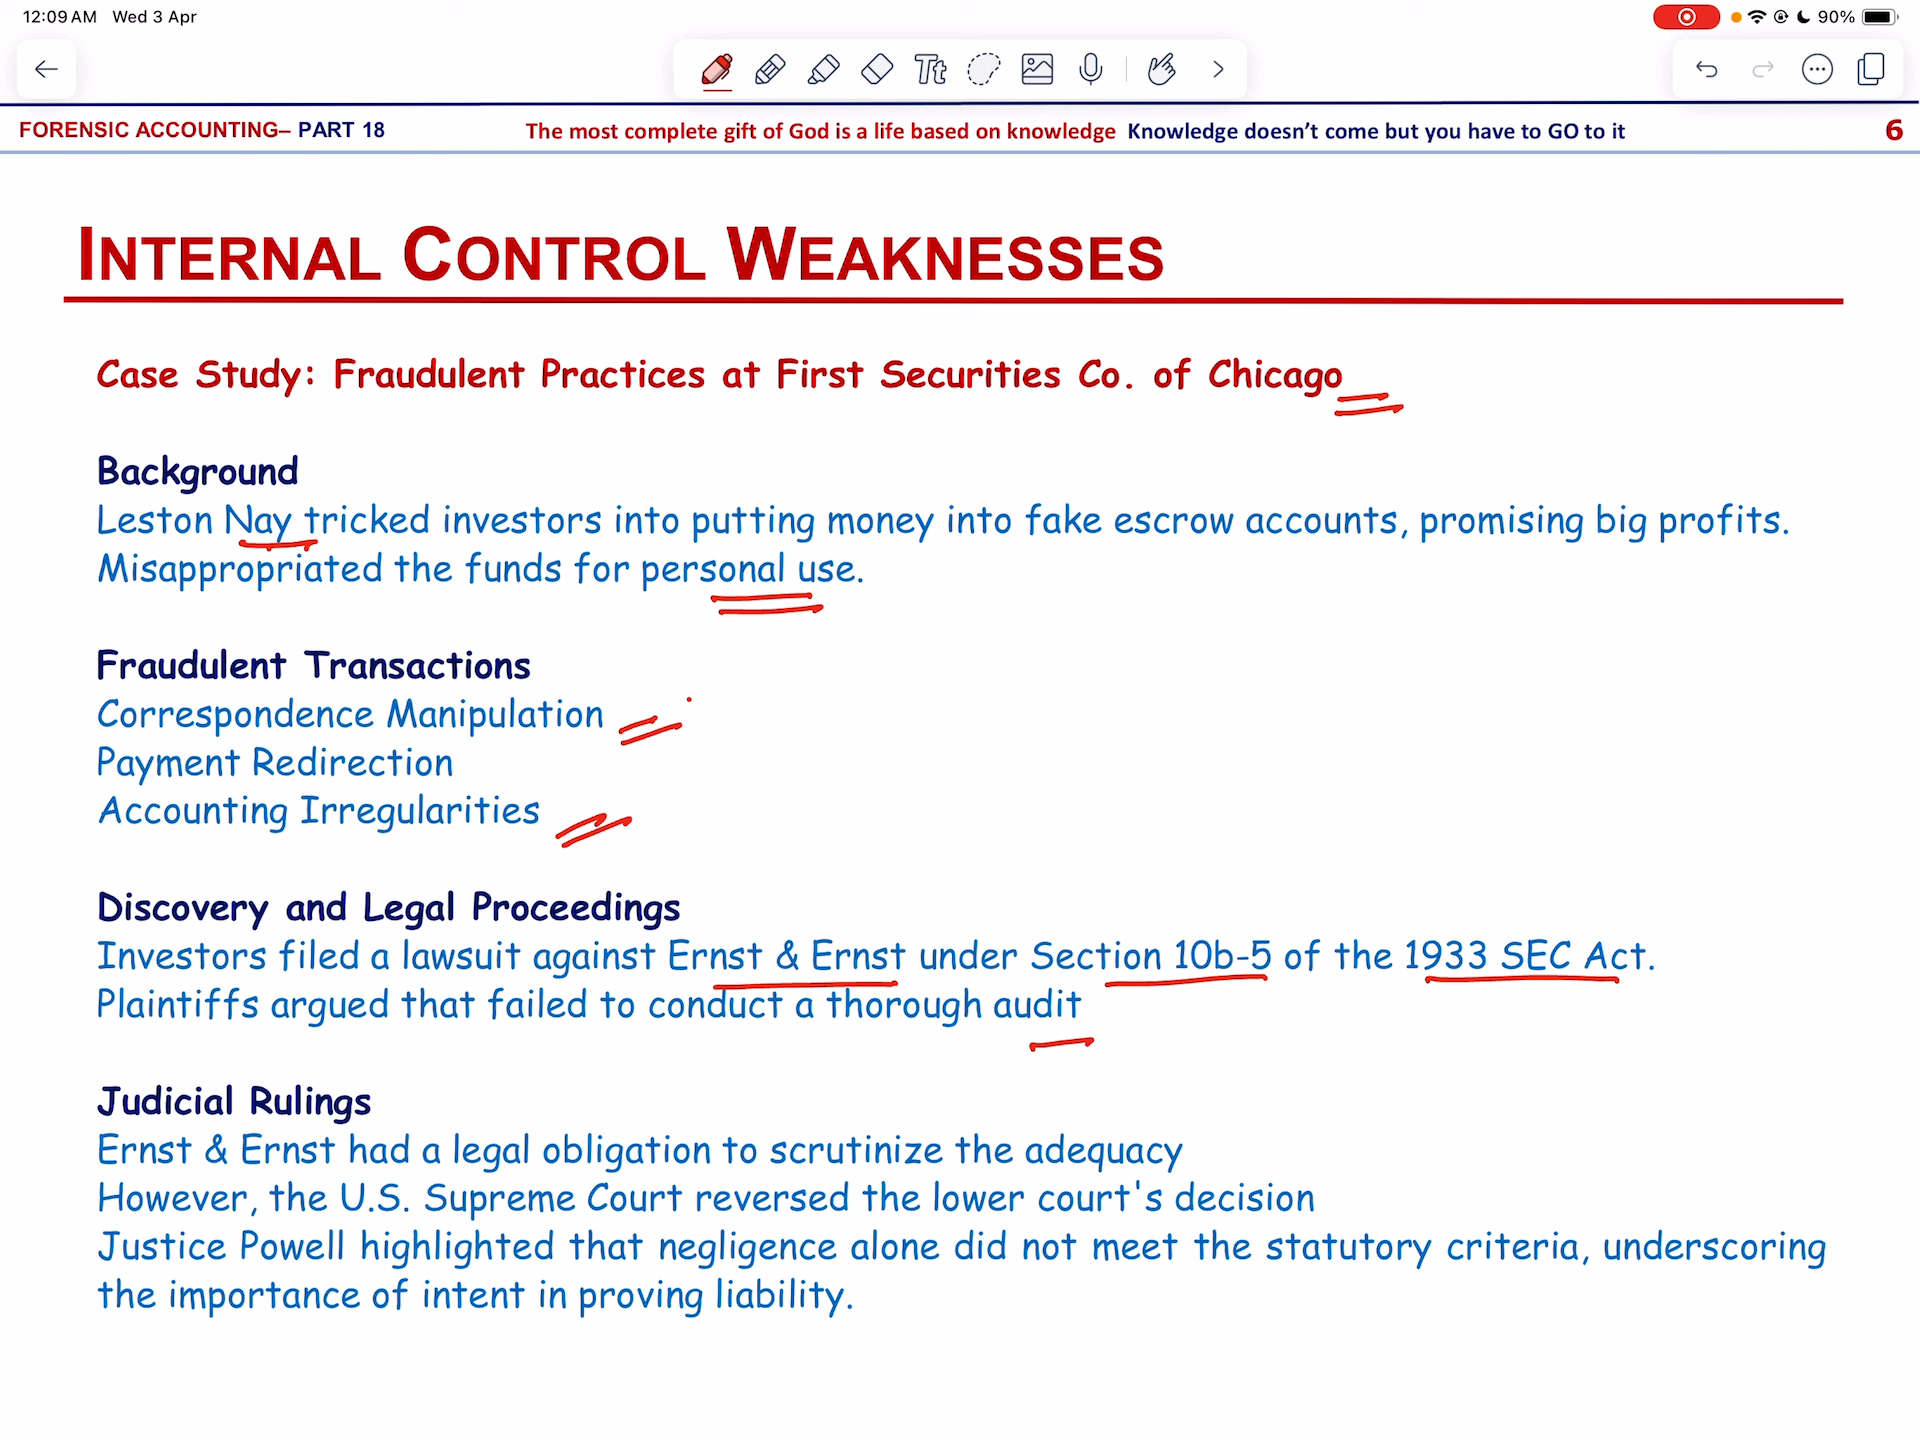 12:09 AM Wed 3 Apr 90%
Tt
FORENSIC ACCOUNTING– PART 18 The most complete gift of God is a life based on knowledge Knowledge doesn’t come but you have to GO to it 6
INTERNAL CONTROL WEAKNESSES
Case Study: Fraudulent Practices at First Securities Co. of Chicago
Background
Leston Nay tricked investors into putting money into fake escrow accounts, promising big profits.
Misappropriated the funds for personal use.
Fraudulent Transactions
Correspondence Manipulation
Payment Redirection
Accounting Irregularities
Discovery and Legal Proceedings
Investors filed a lawsuit against Ernst & Ernst under Section 10b-5 of the 1933 SEC Act.
Plaintiffs argued that failed to conduct a thorough audit
Judicial Rulings
Ernst & Ernst had a legal obligation to scrutinize the adequacy
However, the U.S. Supreme Court reversed the lower court's decision
Justice Powell highlighted that negligence alone did not meet the statutory criteria, underscoring
the importance of intent in proving liability.